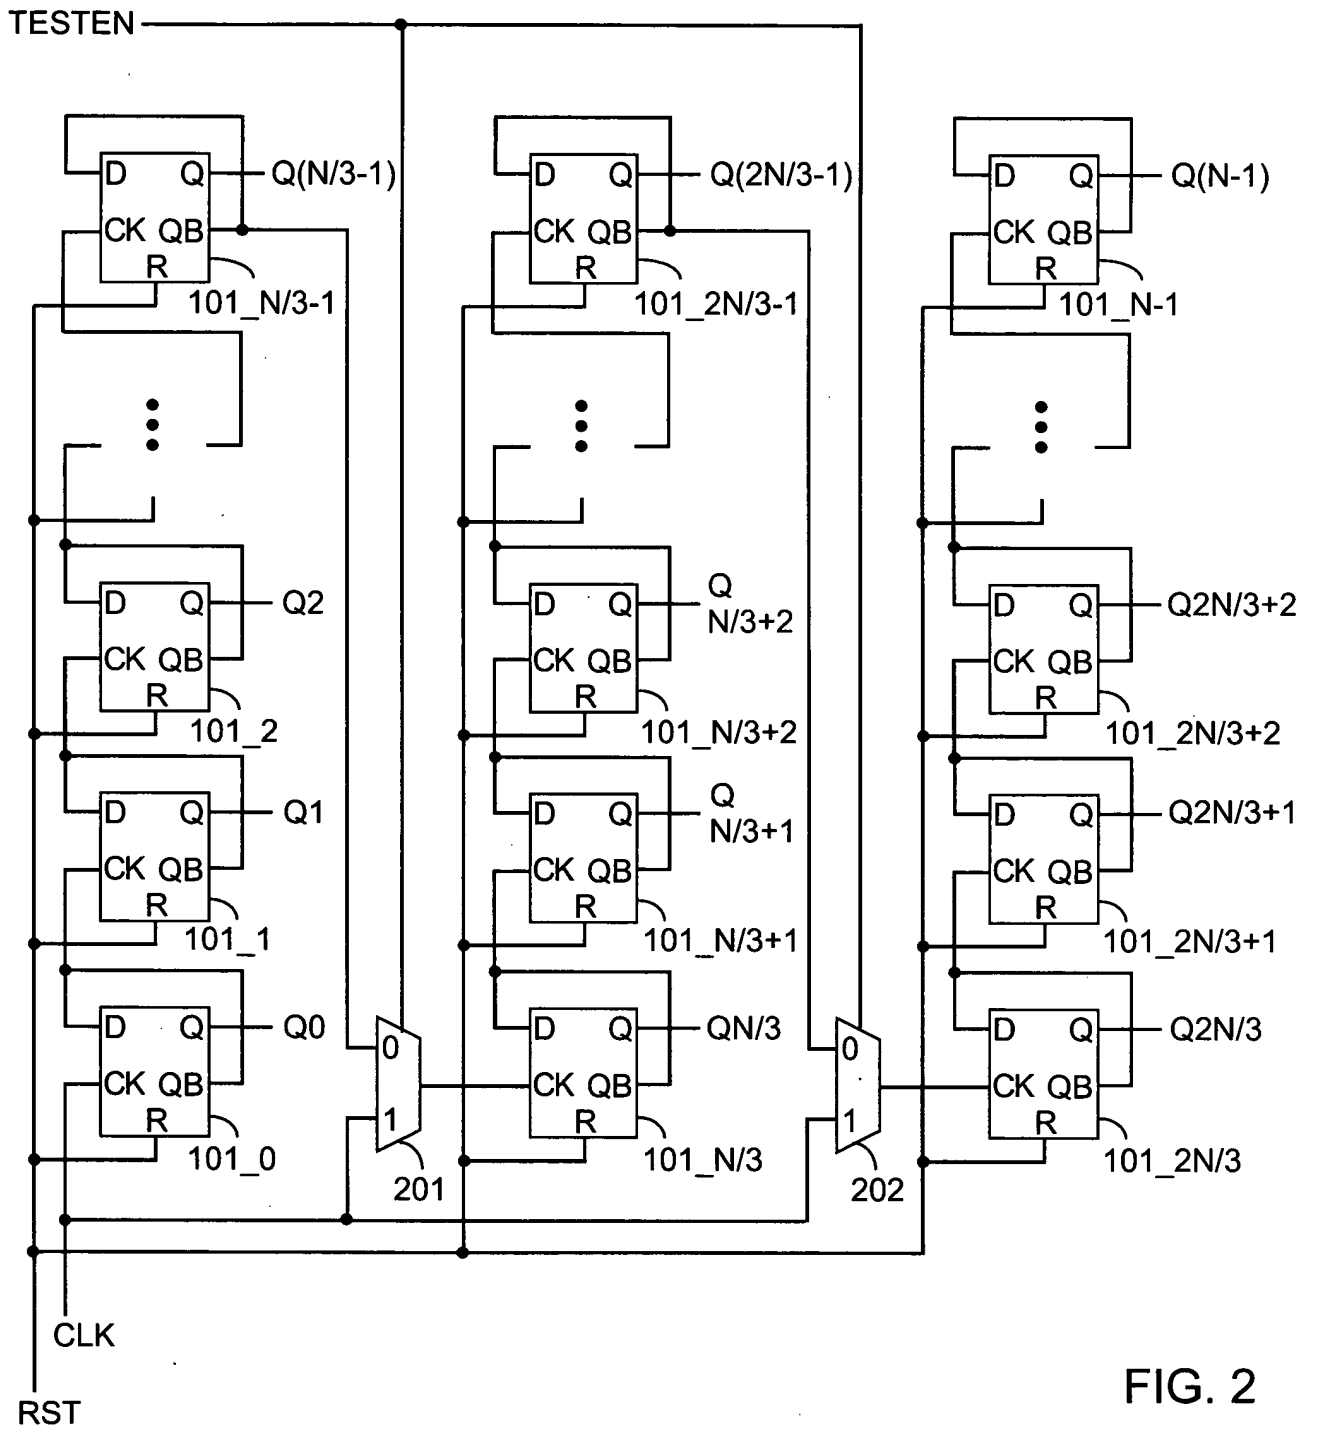 TESTEN
D Q Q(N/3-1)
CK QB
R
101_N/3-1
D Q Q2
CK QB
R
101_2
D Q Q1
CK QB
R
101_1
D Q Q0
CK QB
R
101_0
0
1
201
D Q Q(2N/3-1)
CK QB
R
101_2N/3-1
D Q Q
N/3+2
CK QB
R
101_N/3+2
D Q Q
N/3+1
CK QB
R
101_N/3+1
D Q QN/3
CK QB
R
101_N/3
0
1
202
D Q Q(N-1)
CK QB
R
101_N-1
D Q Q2N/3+2
CK QB
R
101_2N/3+2
D Q Q2N/3+1
CK QB
R
101_2N/3+1
D Q Q2N/3
CK QB
R
101_2N/3
CLK
RST
FIG. 2